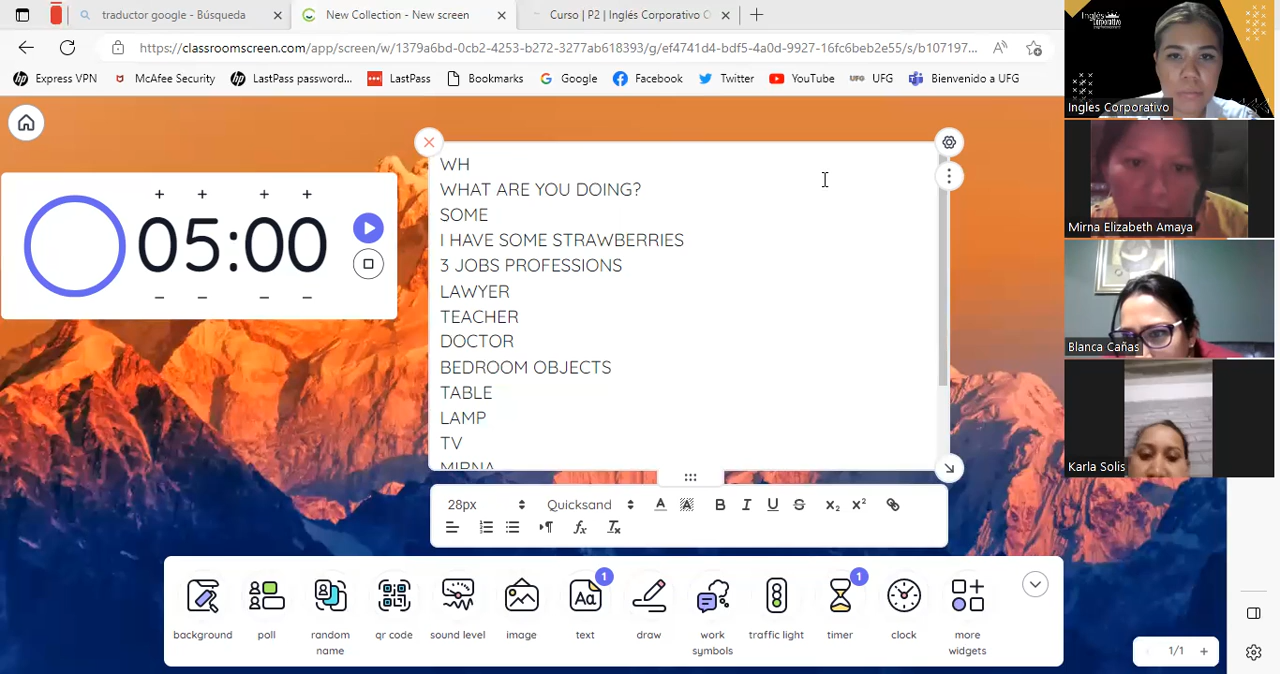 traductor google - Búsqueda
New Collection - New screen
Curso | P2 | Inglés Corporativo
https://classroomscreen.com/app/screen/w/1379a6bd-0cb2-4253-b272-3277ab618393/g/ef4741d4-bdf5-4a0d-9927-16fc6beb2e55/s/b107197...
Express VPN
McAfee Security
LastPass password...
LastPass
Bookmarks
Google
Facebook
Twitter
YouTube
UFG
Bienvenido a UFG
05:00
WH
WHAT ARE YOU DOING?
SOME
I HAVE SOME STRAWBERRIES
3 JOBS PROFESSIONS
LAWYER
TEACHER
DOCTOR
BEDROOM OBJECTS
TABLE
LAMP
TV
MIRNA
28px
Quicksand
background
poll
random name
qr code
sound level
image
1
text
draw
work symbols
traffic light
1
timer
clock
more widgets
1/1
Inglés Corporativo
Ingles Corporativo
Mirna Elizabeth Amaya
Blanca Cañas
Karla Solis